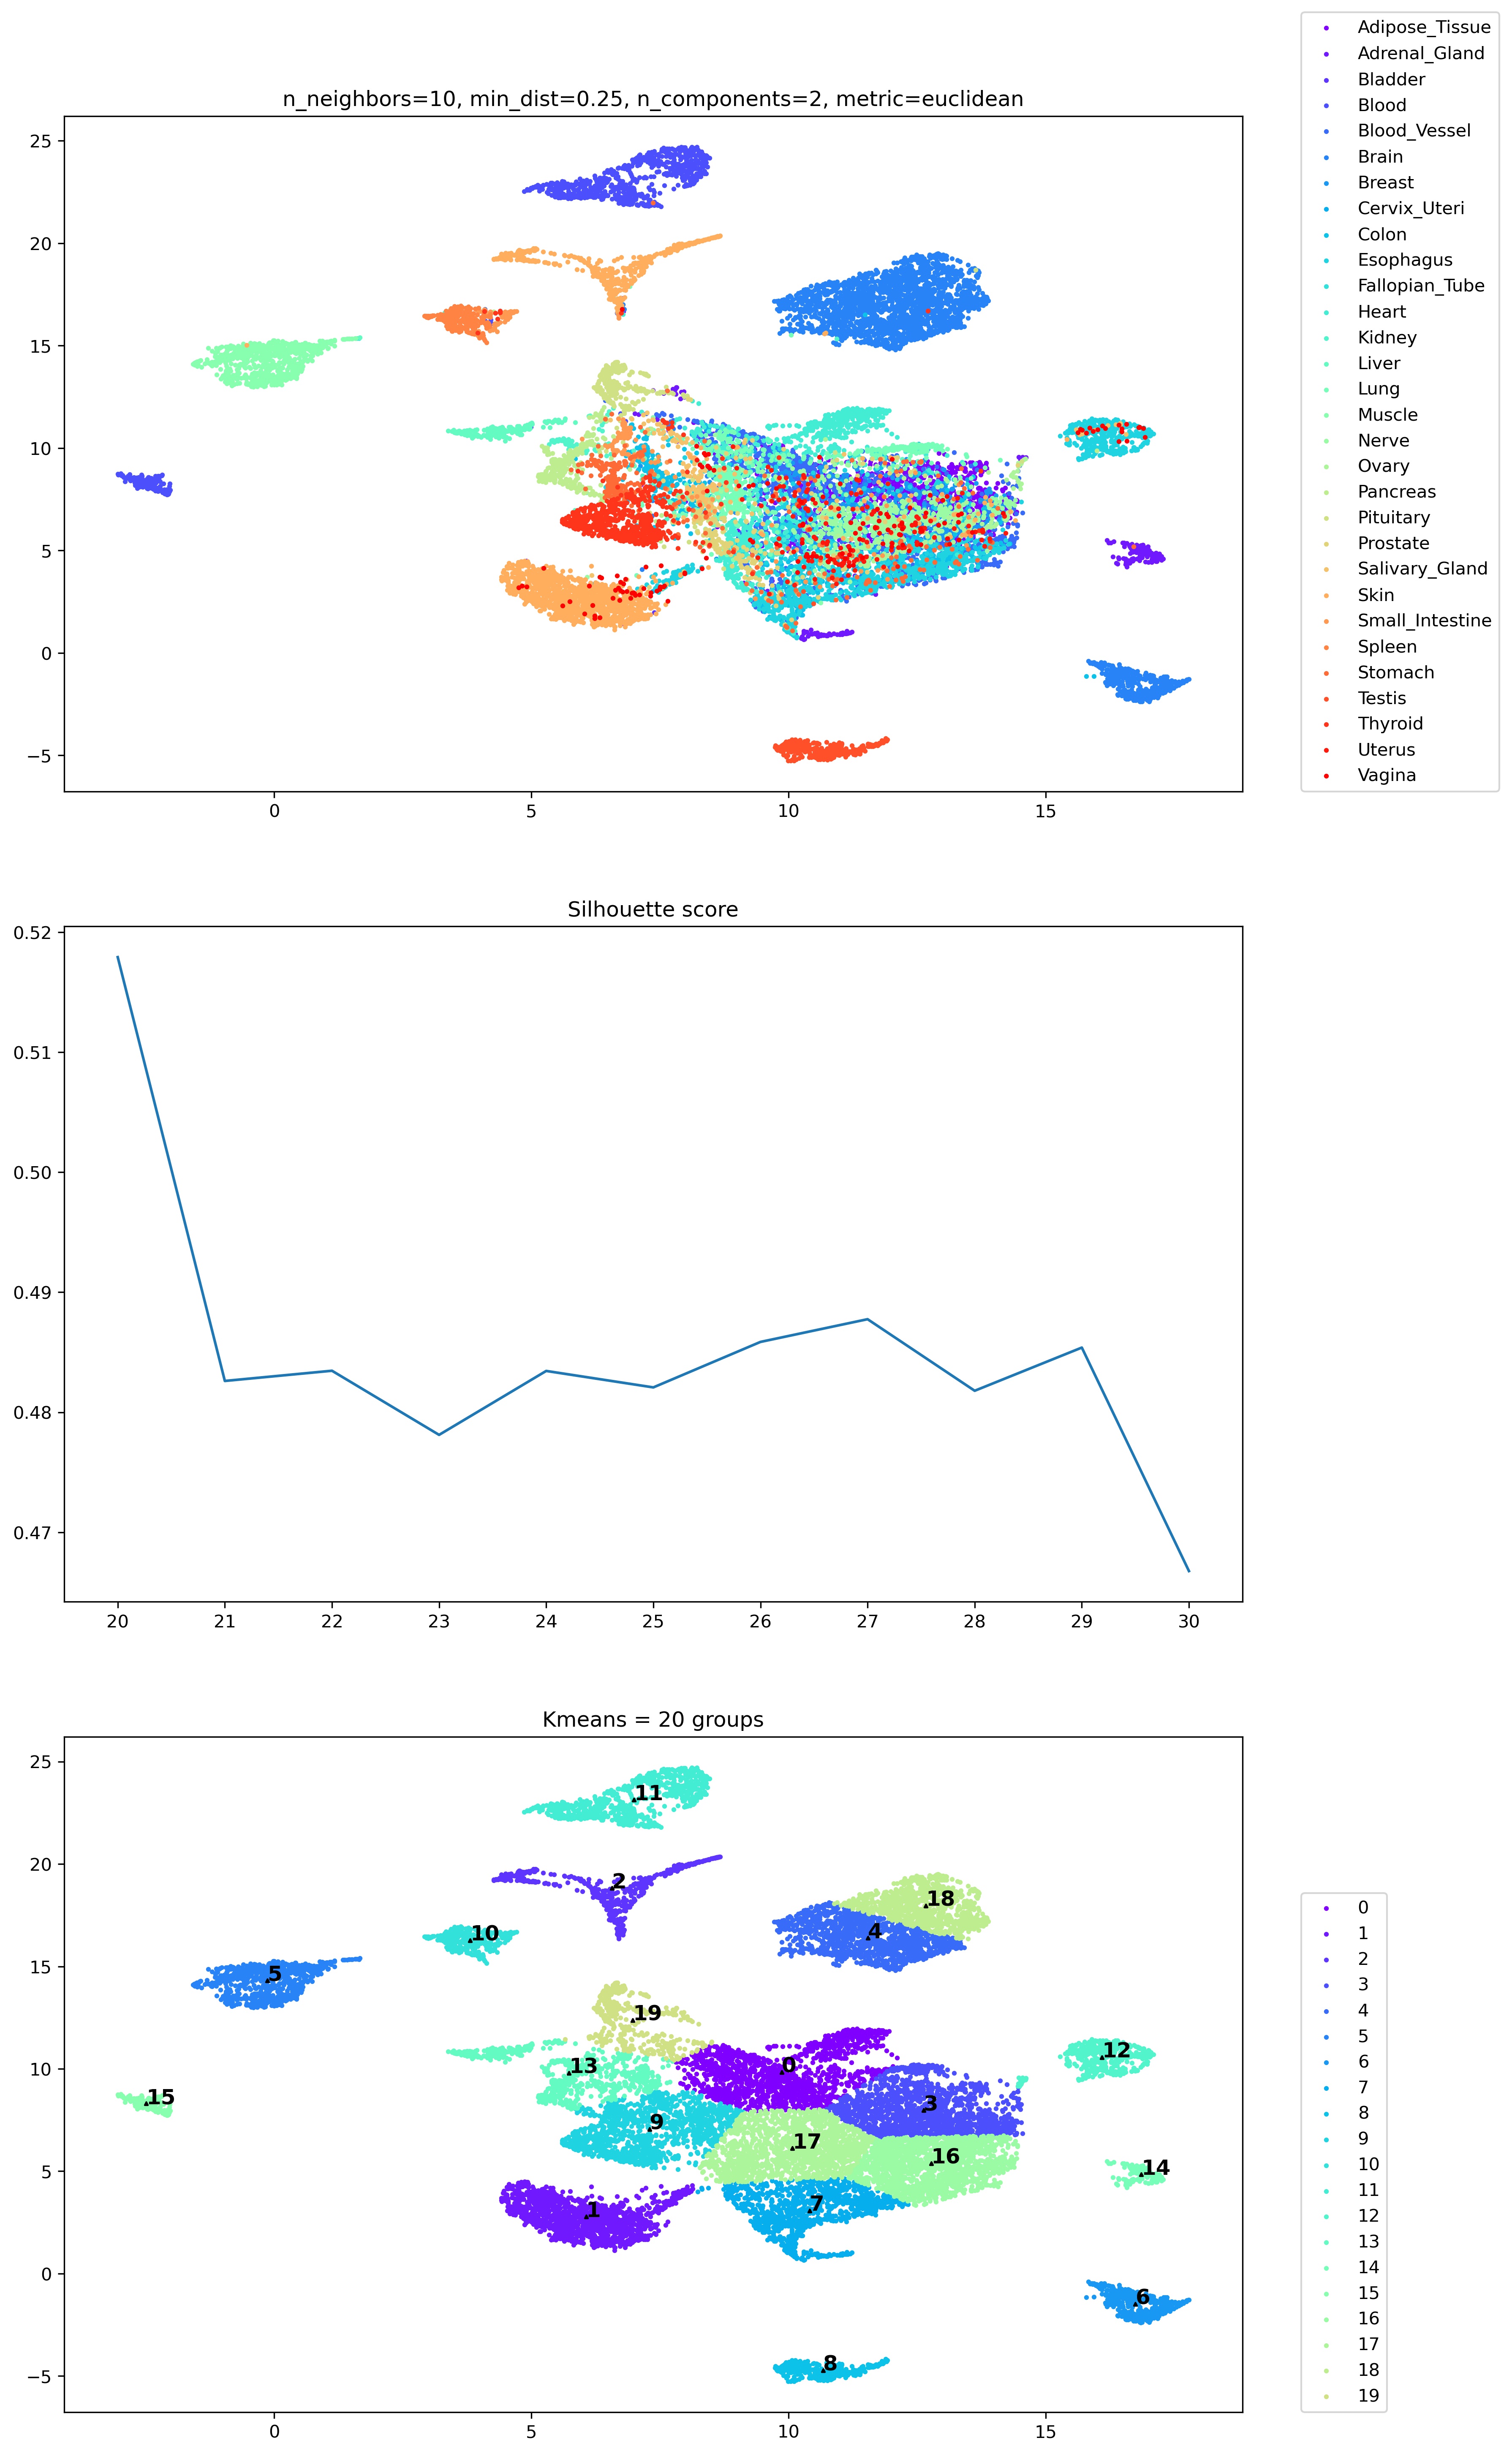 n_neighbors=10, min_dist=0.25, n_components=2, metric=euclidean
25
20
15
10
5
0
−5
0 5 10 15
Adipose_Tissue
Adrenal_Gland
Bladder
Blood
Blood_Vessel
Brain
Breast
Cervix_Uteri
Colon
Esophagus
Fallopian_Tube
Heart
Kidney
Liver
Lung
Muscle
Nerve
Ovary
Pancreas
Pituitary
Prostate
Salivary_Gland
Skin
Small_Intestine
Spleen
Stomach
Testis
Thyroid
Uterus
Vagina
Silhouette score
0.52
0.51
0.50
0.49
0.48
0.47
20 21 22 23 24 25 26 27 28 29 30
Kmeans = 20 groups
25
20
15
10
5
0
−5
0 5 10 15
11
2
18
10
4
5
19
13
0
12
15
3
9
17
16
14
1
7
6
8
0
1
2
3
4
5
6
7
8
9
10
11
12
13
14
15
16
17
18
19